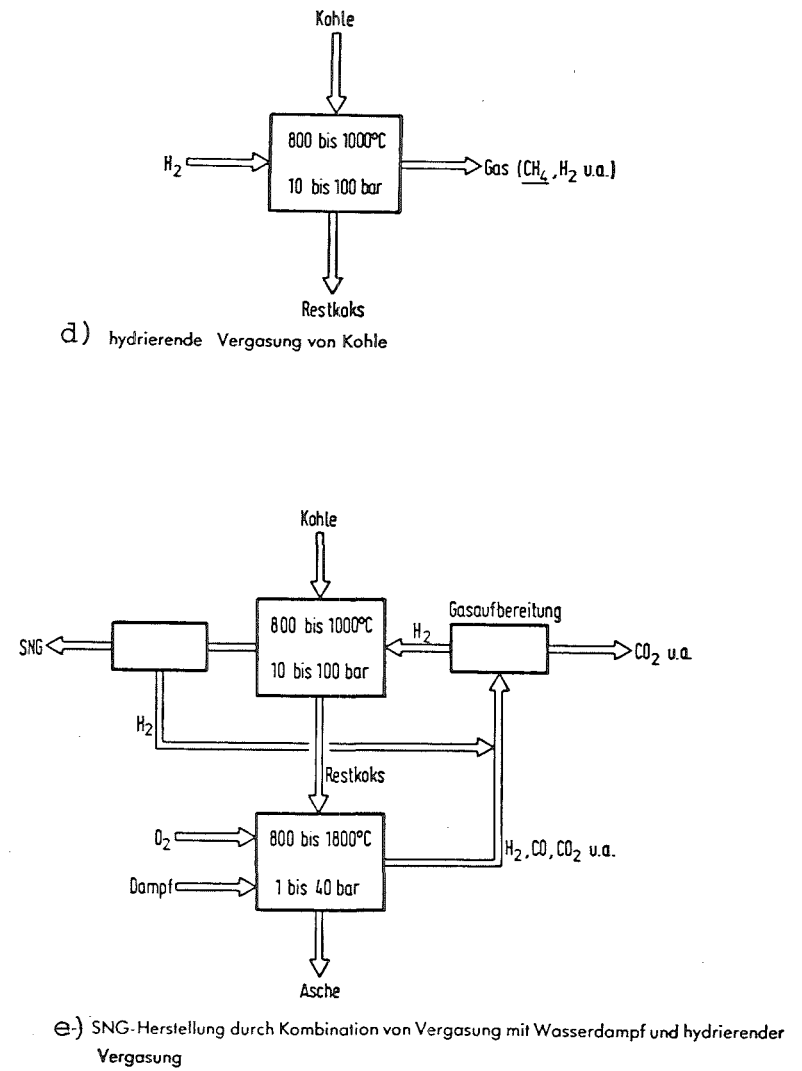 Kohle
800 bis 1000°C
H₂
Gas (CH₄, H₂ u.a.)
10 bis 100 bar
Restkoks
d) hydrierende Vergasung von Kohle
Kohle
Gasaufbereitung
800 bis 1000°C
H₂
SNG
CO₂ u.a.
10 bis 100 bar
H₂
Restkoks
O₂
800 bis 1800°C
H₂, CO, CO₂ u.a.
Dampf
1 bis 40 bar
Asche
e) SNG-Herstellung durch Kombination von Vergasung mit Wasserdampf und hydrierender
Vergasung